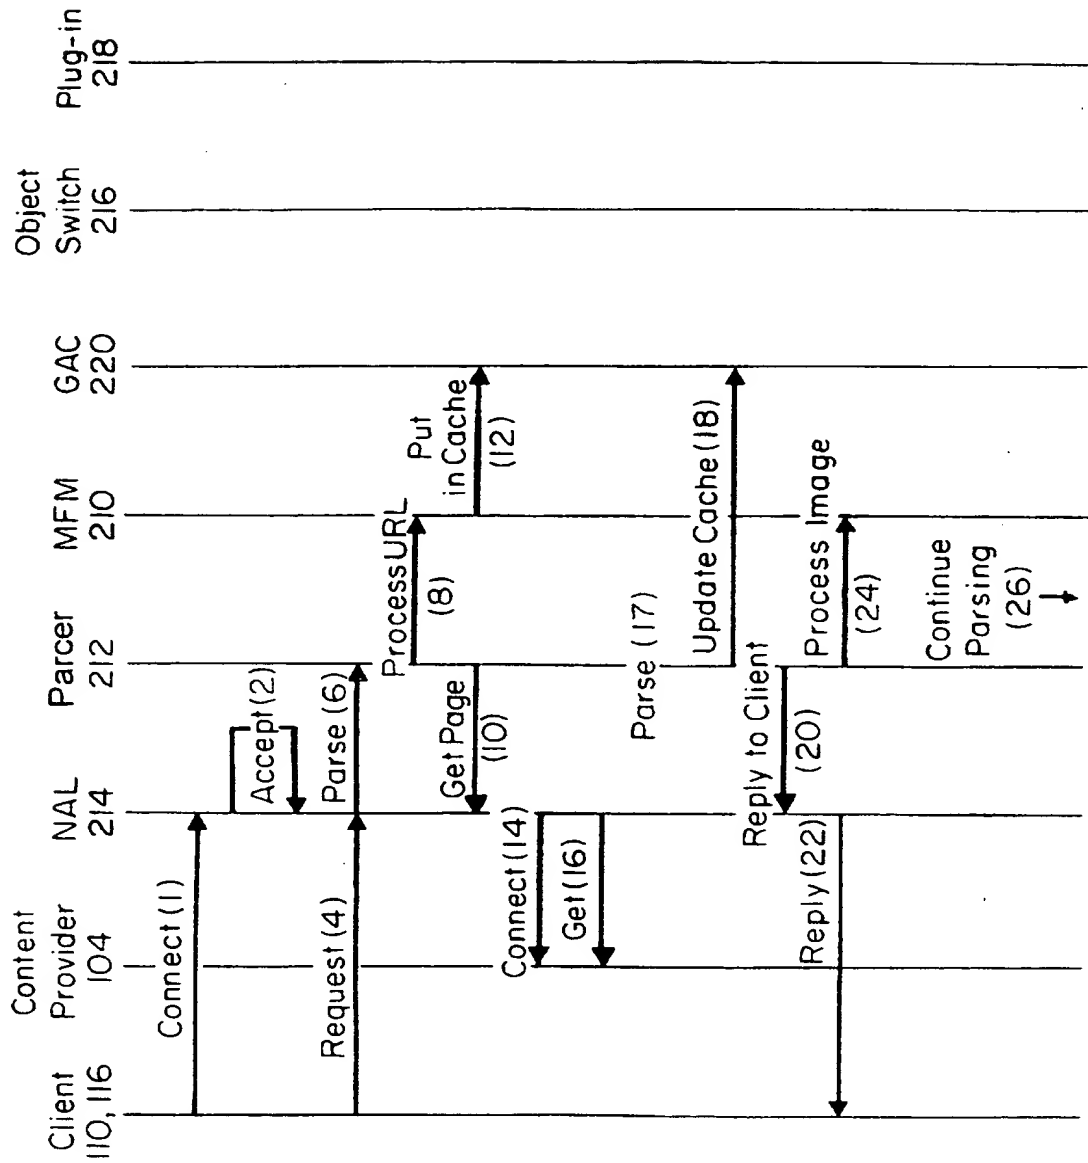 Client
110, 116
Content
Provider
104
NAL
214
Parcer
212
MFM
210
GAC
220
Object
Switch
216
Plug-in
218
Connect (1)
Accept (2)
Request (4)
Parse (6)
Process URL
(8)
Get Page
(10)
Put
in Cache
(12)
Connect (14)
Get (16)
Parse (17)
Update Cache (18)
Reply to Client
(20)
Reply (22)
Process Image
(24)
Continue
Parsing
(26)